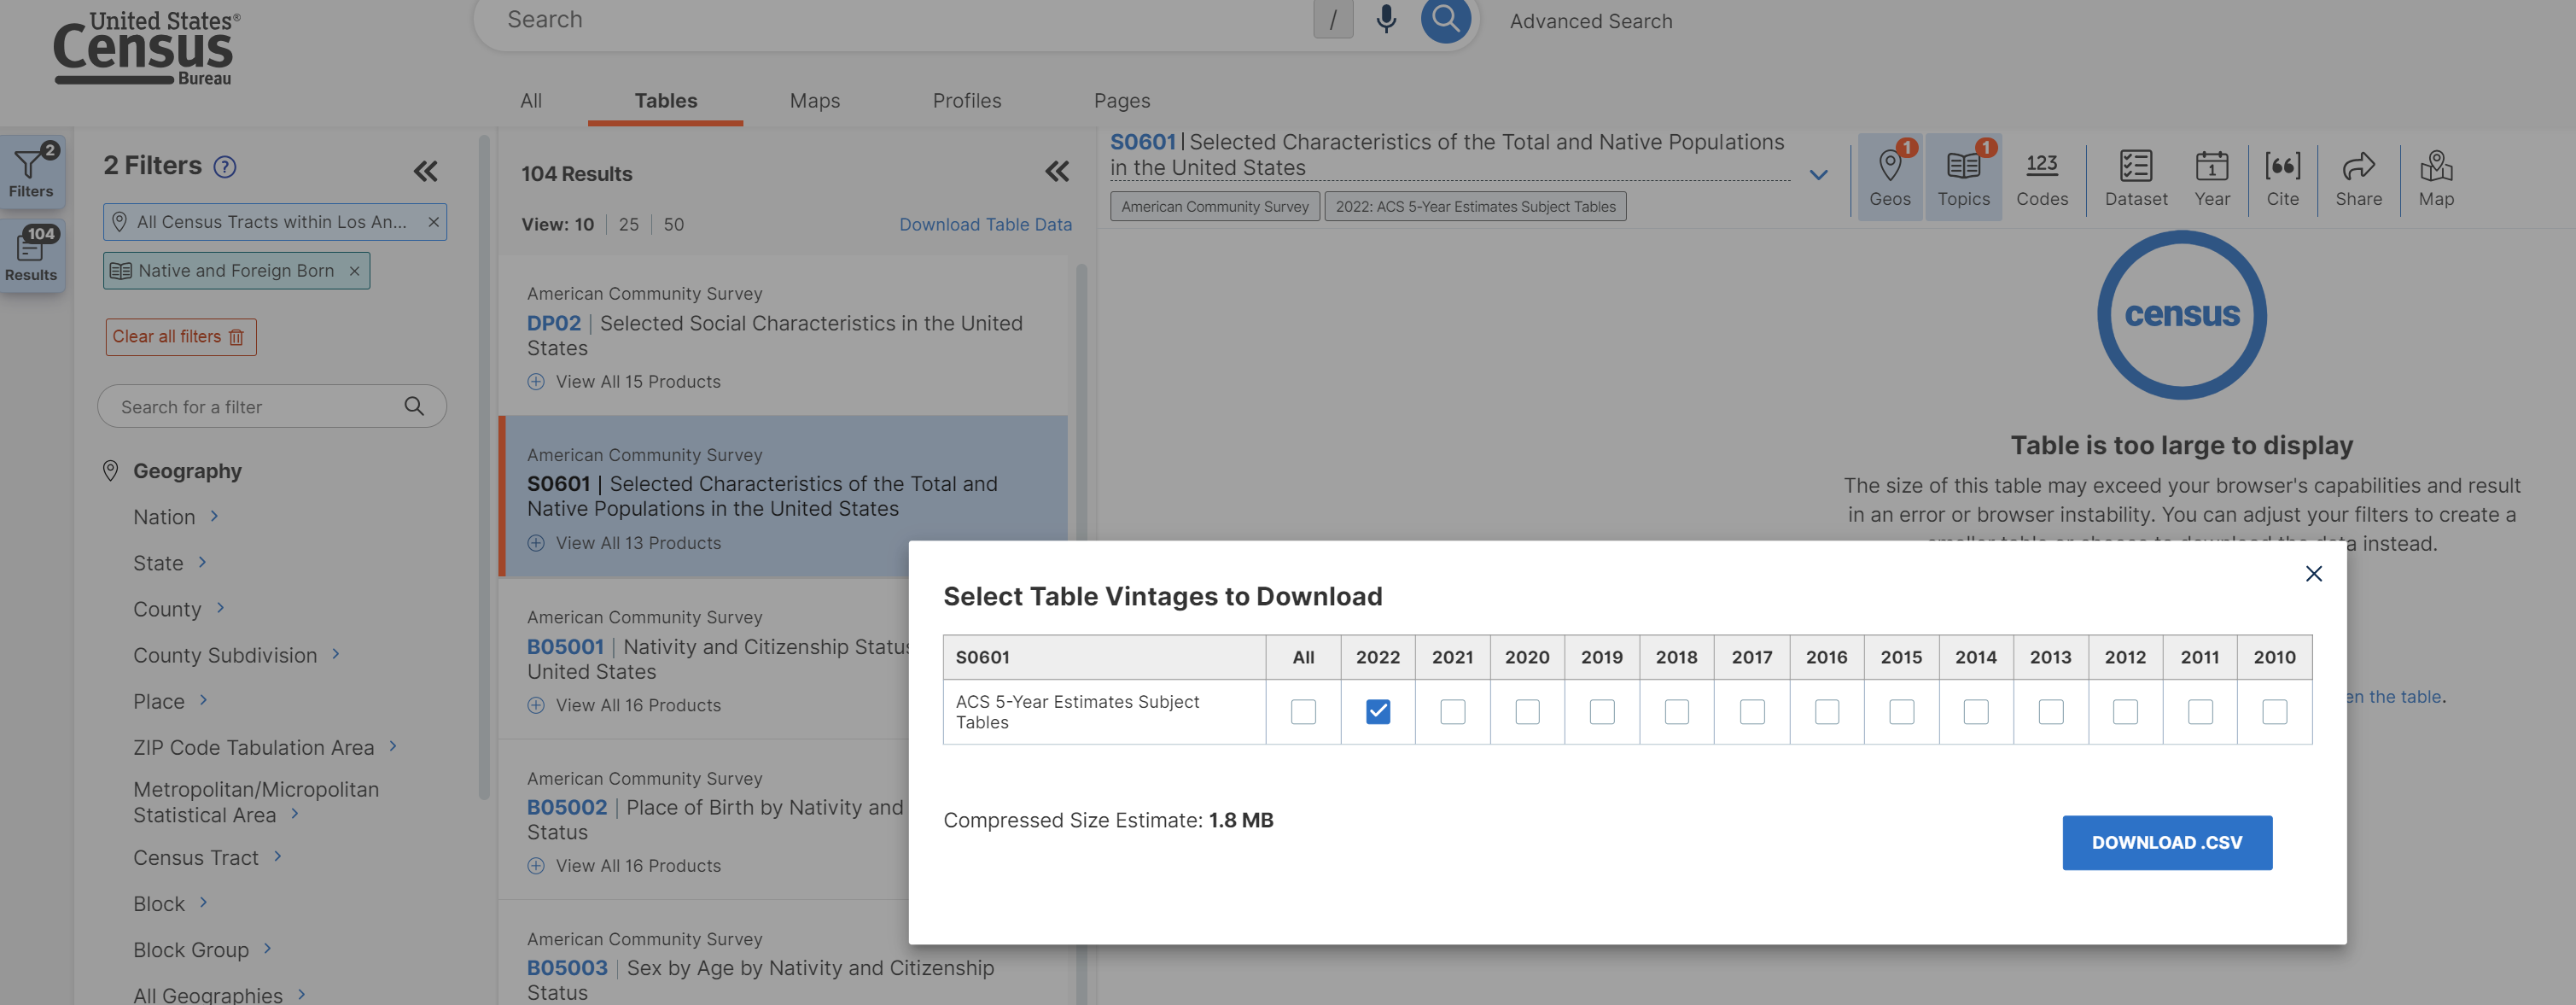 United States®
Census
Bureau
Search
/
Advanced Search
All
Tables
Maps
Profiles
Pages
2
Filters
104
Results
2 Filters
?
All Census Tracts within Los An...
Native and Foreign Born
Clear all filters
Search for a filter
Geography
Nation
State
County
County Subdivision
Place
ZIP Code Tabulation Area
Metropolitan/Micropolitan
Statistical Area
Census Tract
Block
Block Group
All Geographies
104 Results
View: 10 | 25 | 50
Download Table Data
American Community Survey
DP02 | Selected Social Characteristics in the United
States
View All 15 Products
American Community Survey
S0601 | Selected Characteristics of the Total and
Native Populations in the United States
View All 13 Products
American Community Survey
B05001 | Nativity and Citizenship Status
United States
View All 16 Products
American Community Survey
B05002 | Place of Birth by Nativity and
Status
View All 16 Products
American Community Survey
B05003 | Sex by Age by Nativity and Citizenship
Status
S0601 | Selected Characteristics of the Total and Native Populations
in the United States
American Community Survey
2022: ACS 5-Year Estimates Subject Tables
1
Geos
1
Topics
123
Codes
Dataset
1
Year
[❝]
Cite
Share
Map
census
Table is too large to display
The size of this table may exceed your browser's capabilities and result
in an error or browser instability. You can adjust your filters to create a
smaller table or choose to download the data instead.
en the table.
Select Table Vintages to Download
S0601 All 2022 2021 2020 2019 2018 2017 2016 2015 2014 2013 2012 2011 2010
ACS 5-Year Estimates Subject
Tables
Compressed Size Estimate: 1.8 MB
DOWNLOAD .CSV